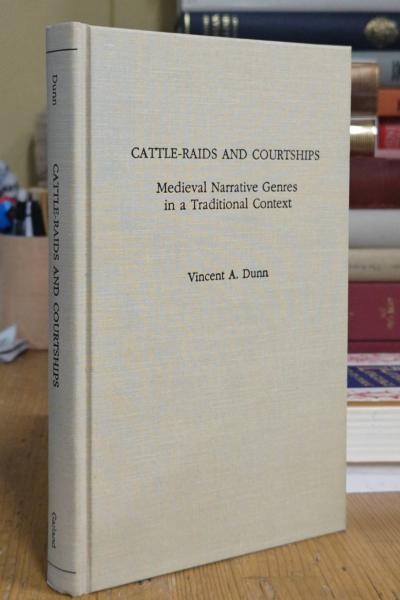 Dunn
CATTLE-RAIDS AND COURTSHIPS
Garland
CATTLE-RAIDS AND COURTSHIPS
Medieval Narrative Genres
in a Traditional Context
Vincent A. Dunn